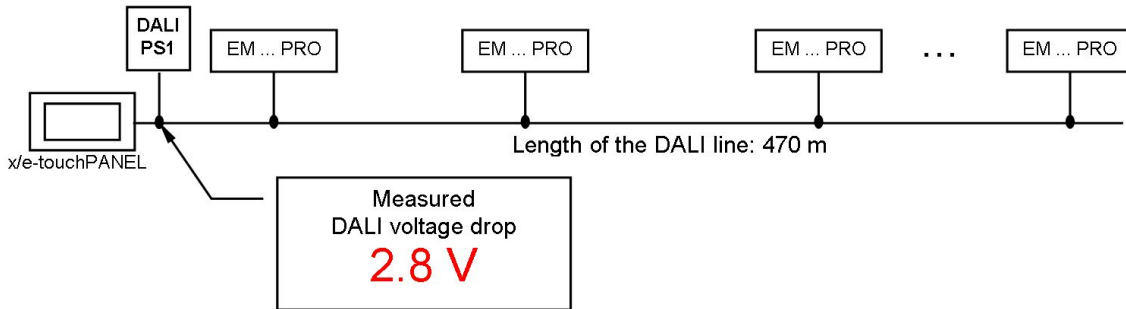 DALI
PS1
EM ... PRO
EM ... PRO
EM ... PRO
...
EM ... PRO
x/e-touchPANEL
Length of the DALI line: 470 m
Measured
DALI voltage drop
2.8 V